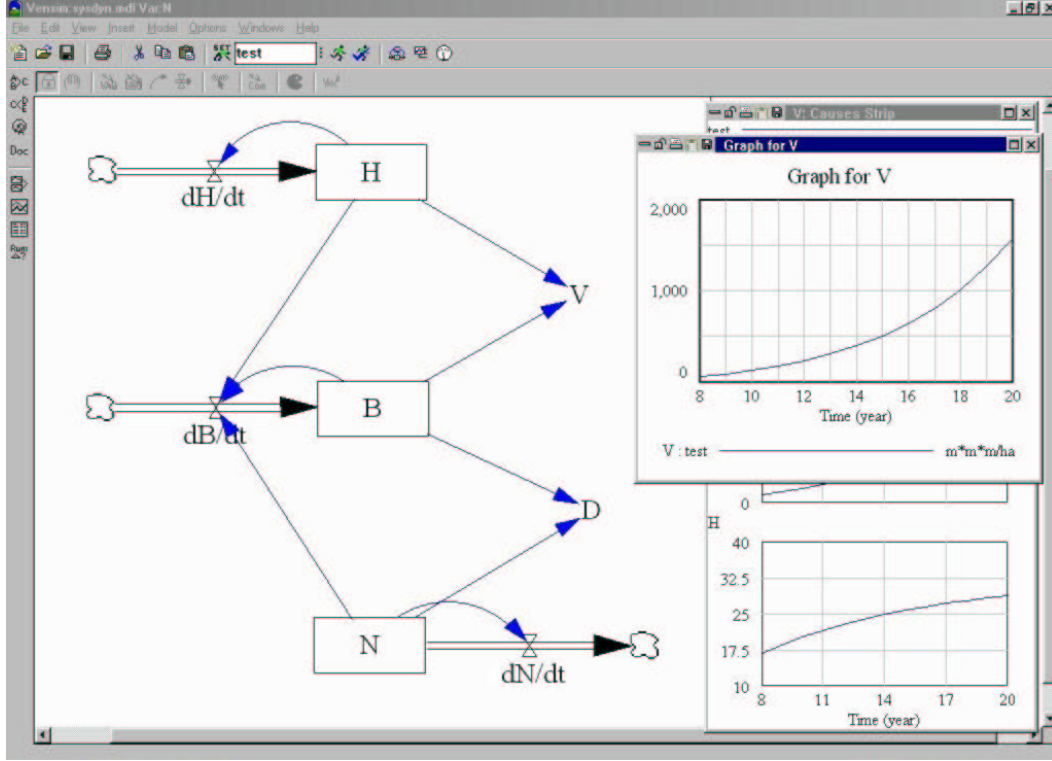 Vensim:sysdyn.mdl Var:N
File Edit View Insert Model Options Windows Help
SET test
Doc
H
dH/dt
V
B
dB/dt
D
N
dN/dt
V: Causes Strip
test
Graph for V
Graph for V
2,000
1,000
0
8 10 12 14 16 18 20
Time (year)
V : test m*m*m/ha
0
H
40
32.5
25
17.5
10
8 11 14 17 20
Time (year)